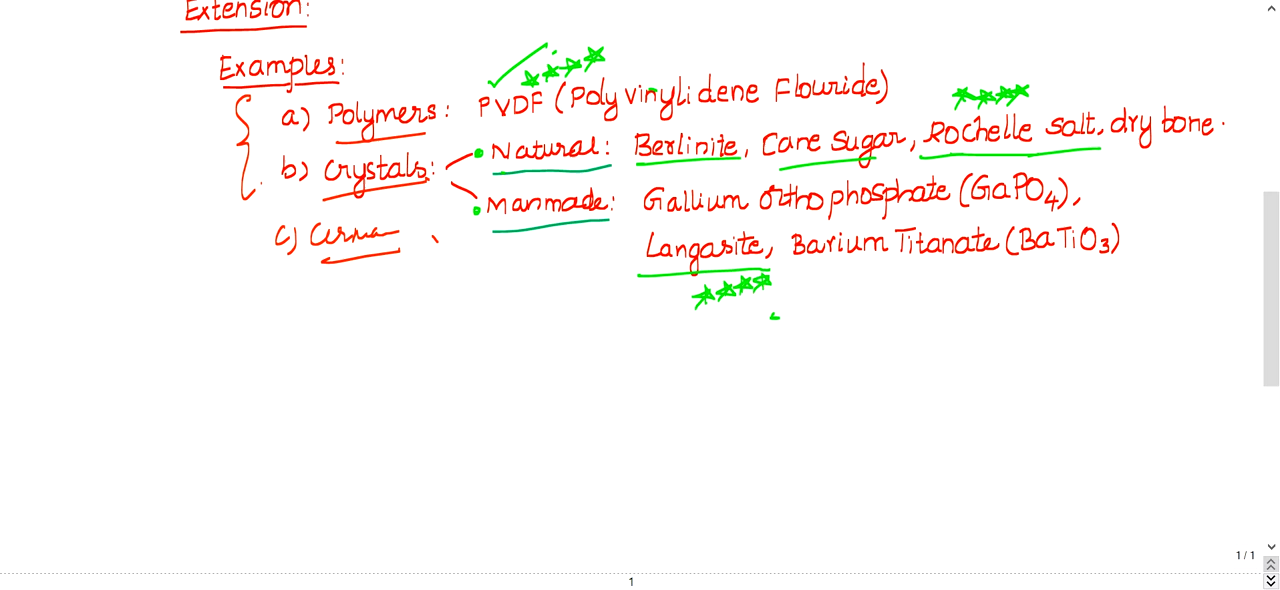 Extension:
Examples:
a) Polymers: PVDF (Polyvinylidene Flouride)
b) Crystals: • Natural: Berlinite, Cane Sugar, Rochelle Salt, dry bone.
• Manmade: Gallium Orthophosphate (GaPO4),
Langasite, Barium Titanate (BaTiO3)
c)
1 / 1
1